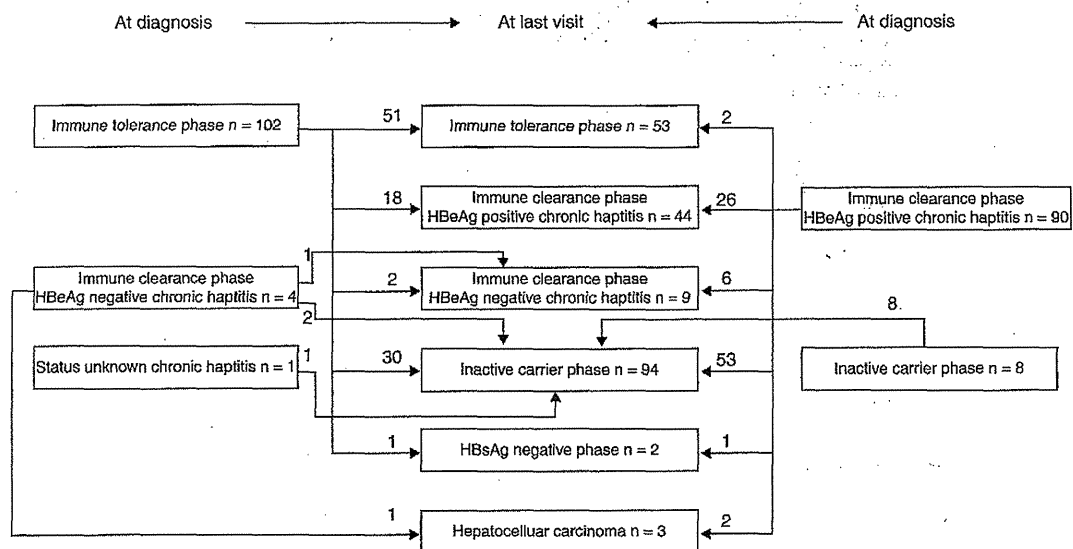 At diagnosis
At last visit
At diagnosis
Immune tolerance phase n = 102
51
Immune tolerance phase n = 53
2
18
Immune clearance phase
HBeAg positive chronic haptitis n = 44
26
Immune clearance phase
HBeAg positive chronic haptitis n = 90
1
Immune clearance phase
HBeAg negative chronic haptitis n = 4
2
Immune clearance phase
HBeAg negative chronic haptitis n = 9
6
2
8
Status unknown chronic haptitis n = 1
1
30
Inactive carrier phase n = 94
53
Inactive carrier phase n = 8
1
HBsAg negative phase n = 2
1
1
Hepatocelluar carcinoma n = 3
2